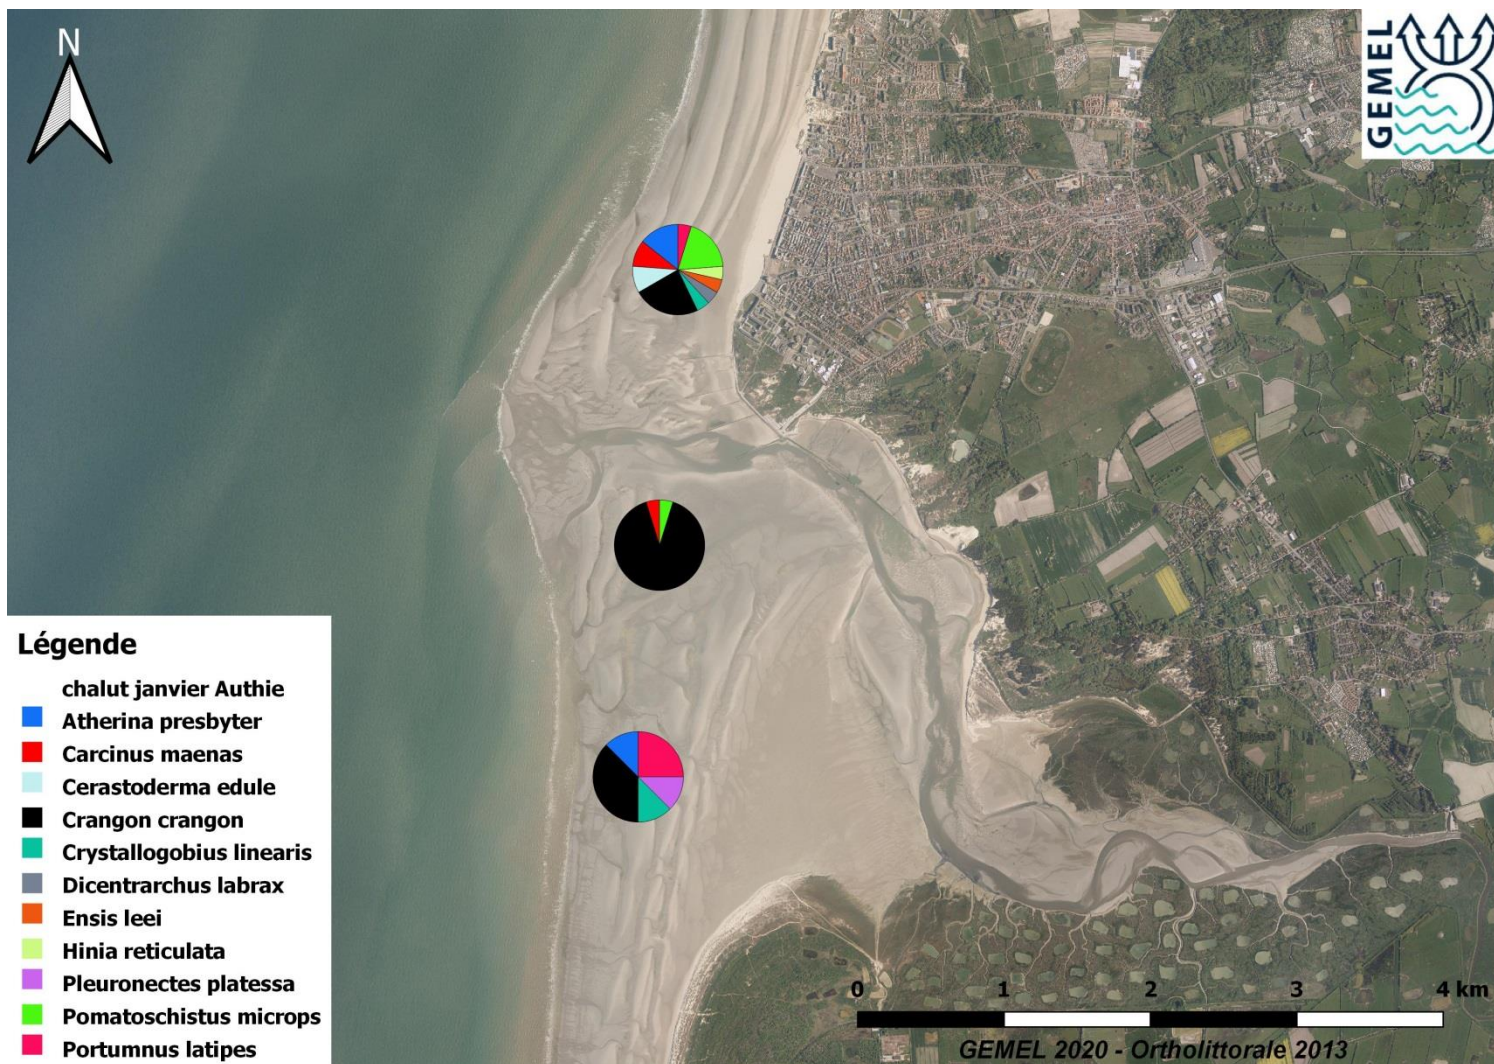 N
GEMEL
Légende
chalut janvier Authie
Atherina presbyter
Carcinus maenas
Cerastoderma edule
Crangon crangon
Crystallogobius linearis
Dicentrarchus labrax
Ensis leei
Hinia reticulata
Pleuronectes platessa
Pomatoschistus microps
Portumnus latipes
0 1 2 3 4 km
GEMEL 2020 - Ortholittorale 2013